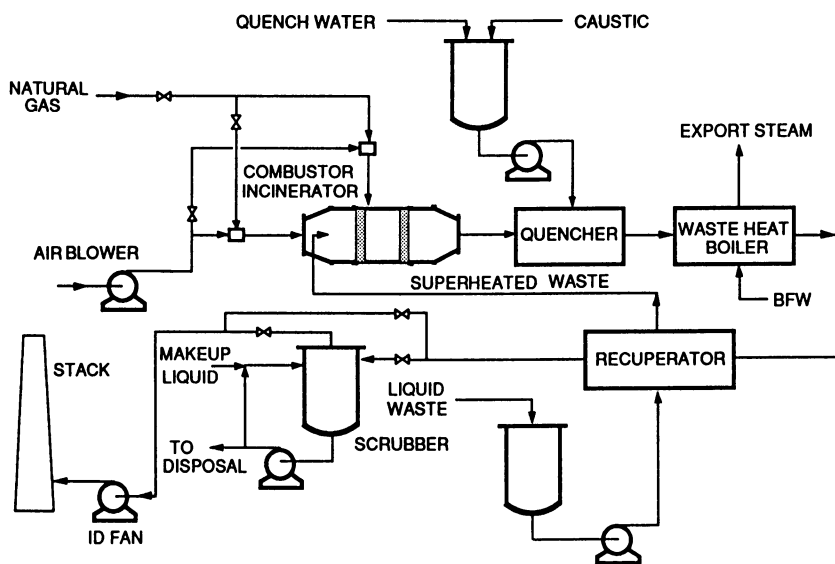 QUENCH WATER
CAUSTIC
NATURAL
GAS
EXPORT STEAM
COMBUSTOR
INCINERATOR
AIR BLOWER
QUENCHER
WASTE HEAT
BOILER
SUPERHEATED WASTE
BFW
STACK
MAKEUP
LIQUID
RECUPERATOR
LIQUID
WASTE
TO
DISPOSAL
SCRUBBER
ID FAN